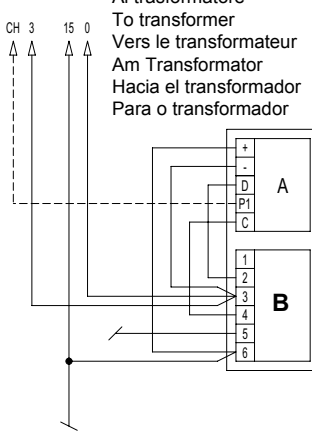 Al trasformatore
To transformer
Vers le transformateur
Am Transformator
Hacia el transformador
Para o transformador
CH 3 15 0
+
-
D
P1
C
A
1
2
3
4
5
6
B